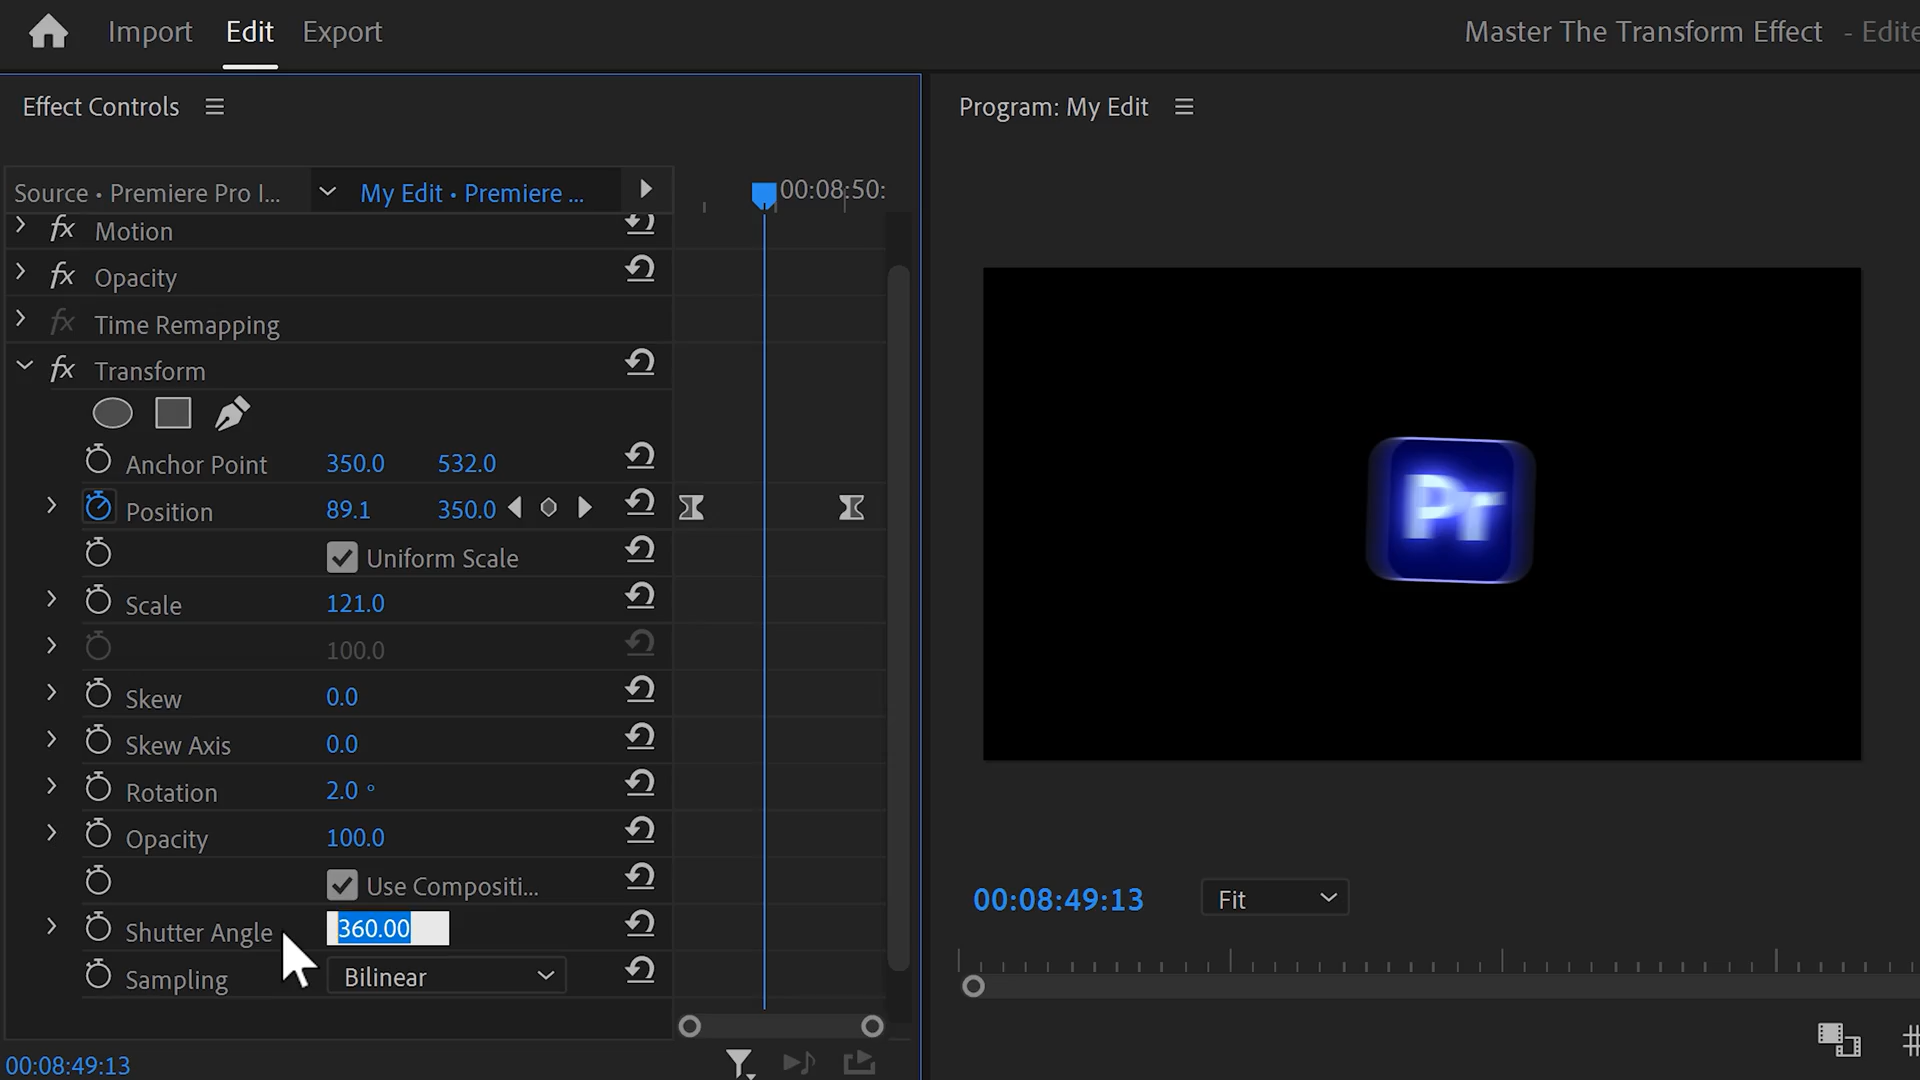 Import Edit Export
Master The Transform Effect - Edite
Effect Controls
Program: My Edit
Source • Premiere Pro I...
My Edit • Premiere ...
00:08:50:
fx Motion
fx Opacity
fx Time Remapping
fx Transform
Anchor Point 350.0 532.0
Position 89.1 350.0
Uniform Scale
Scale 121.0
100.0
Skew 0.0
Skew Axis 0.0
Rotation 2.0 °
Opacity 100.0
Use Compositi...
Shutter Angle 360.00
Sampling Bilinear
00:08:49:13
Pr
00:08:49:13 Fit